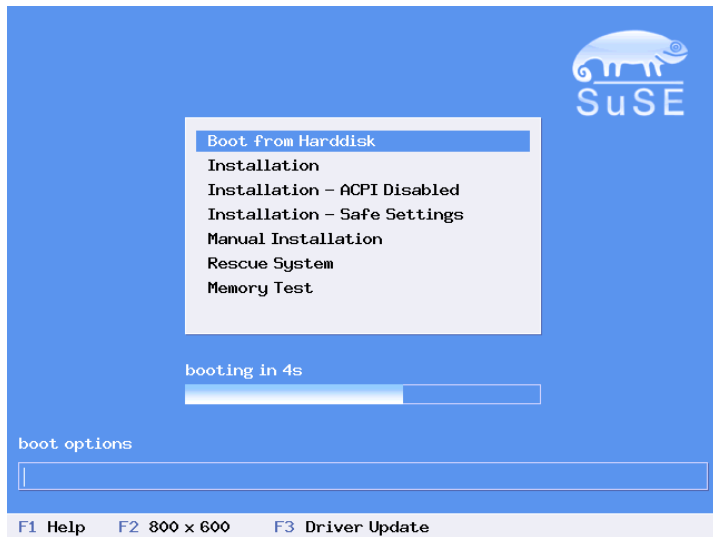 SuSE
Boot from Harddisk
Installation
Installation – ACPI Disabled
Installation – Safe Settings
Manual Installation
Rescue System
Memory Test
booting in 4s
boot options
F1 Help F2 800 x 600 F3 Driver Update